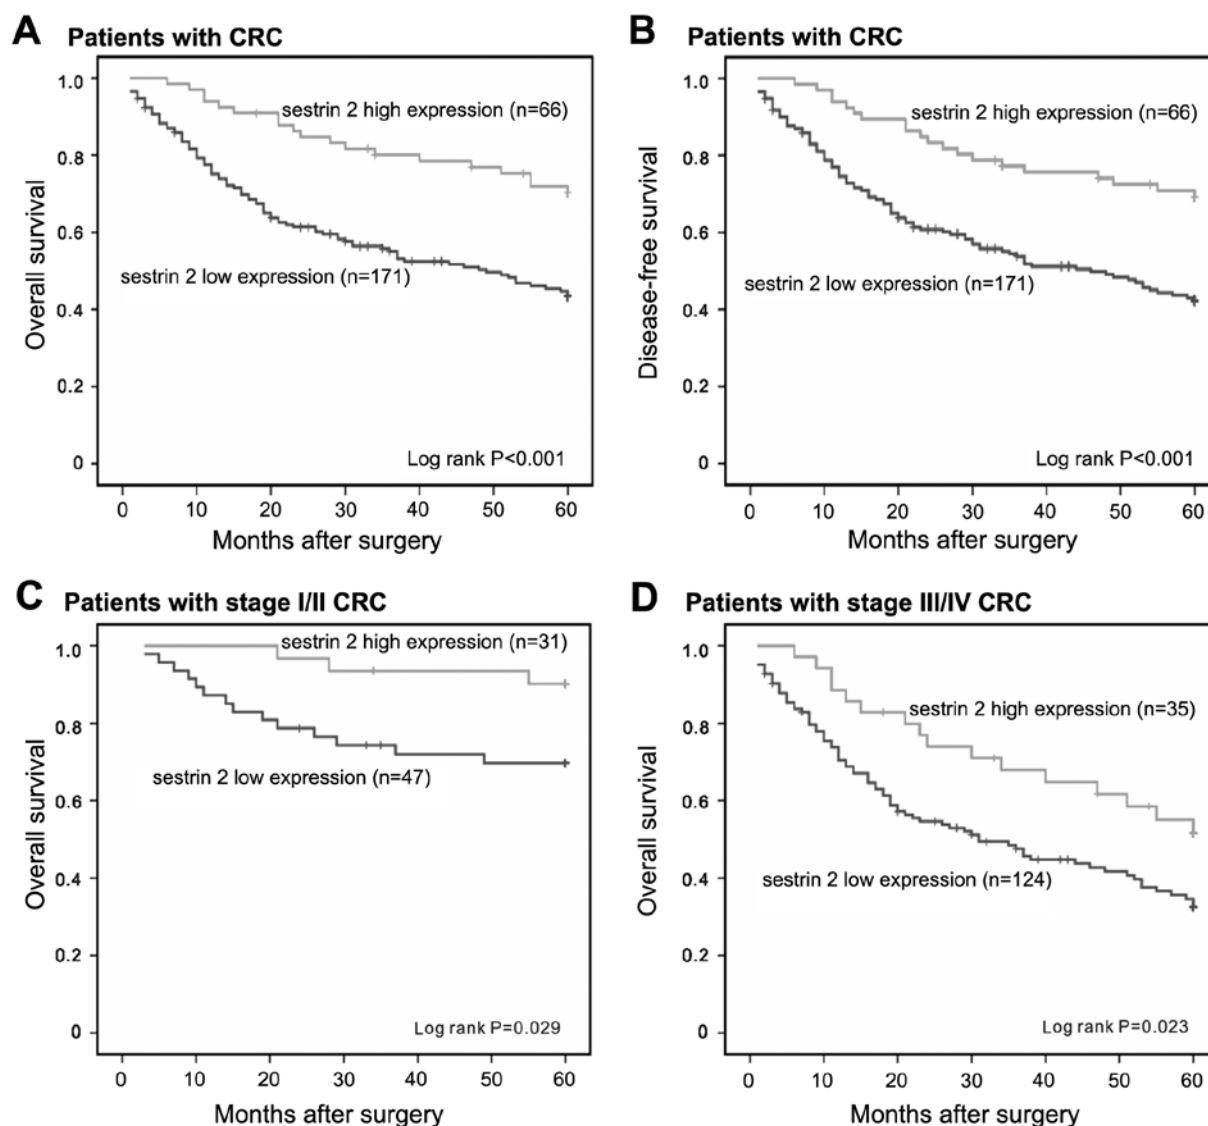 A Patients with CRC
1.0
0.8
0.6
0.4
0.2
0
Overall survival
sestrin 2 high expression (n=66)
sestrin 2 low expression (n=171)
Log rank P<0.001
0 10 20 30 40 50 60
Months after surgery
B Patients with CRC
1.0
0.8
0.6
0.4
0.2
0
Disease-free survival
sestrin 2 high expression (n=66)
sestrin 2 low expression (n=171)
Log rank P<0.001
0 10 20 30 40 50 60
Months after surgery
C Patients with stage I/II CRC
1.0
0.8
0.6
0.4
0.2
0
Overall survival
sestrin 2 high expression (n=31)
sestrin 2 low expression (n=47)
Log rank P=0.029
0 10 20 30 40 50 60
Months after surgery
D Patients with stage III/IV CRC
1.0
0.8
0.6
0.4
0.2
0
Overall survival
sestrin 2 high expression (n=35)
sestrin 2 low expression (n=124)
Log rank P=0.023
0 10 20 30 40 50 60
Months after surgery